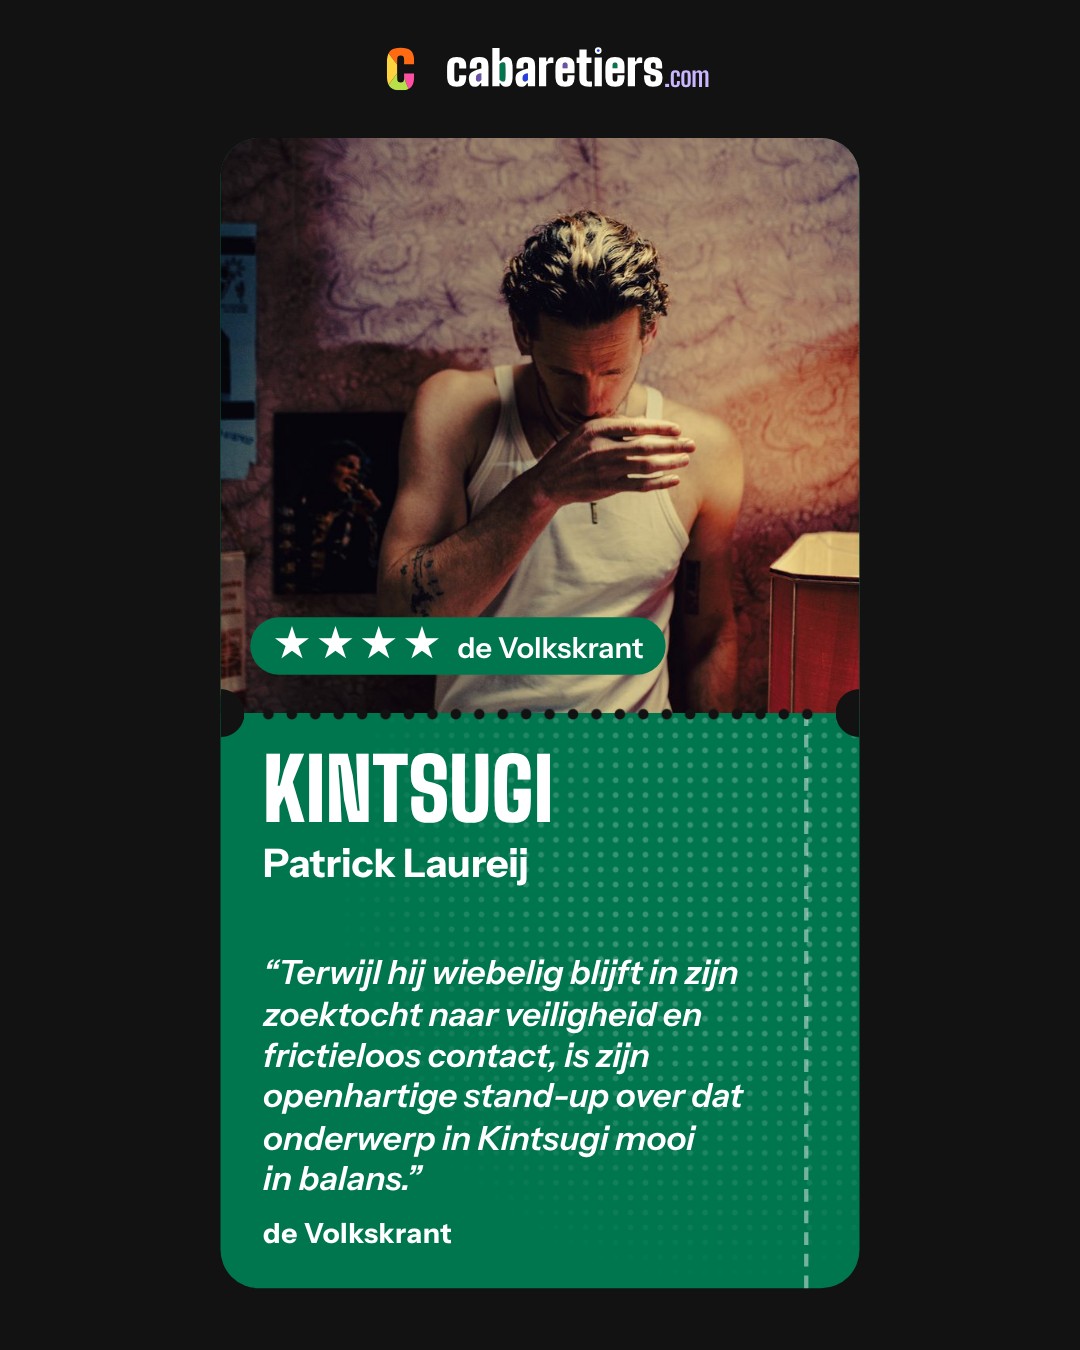 cabaretiers.com
★★★★ de Volkskrant
KINTSUGI
Patrick Laureij
“Terwijl hij wiebelig blijft in zijn
zoektocht naar veiligheid en
frictieloos contact, is zijn
openhartige stand-up over dat
onderwerp in Kintsugi mooi
in balans.”
de Volkskrant